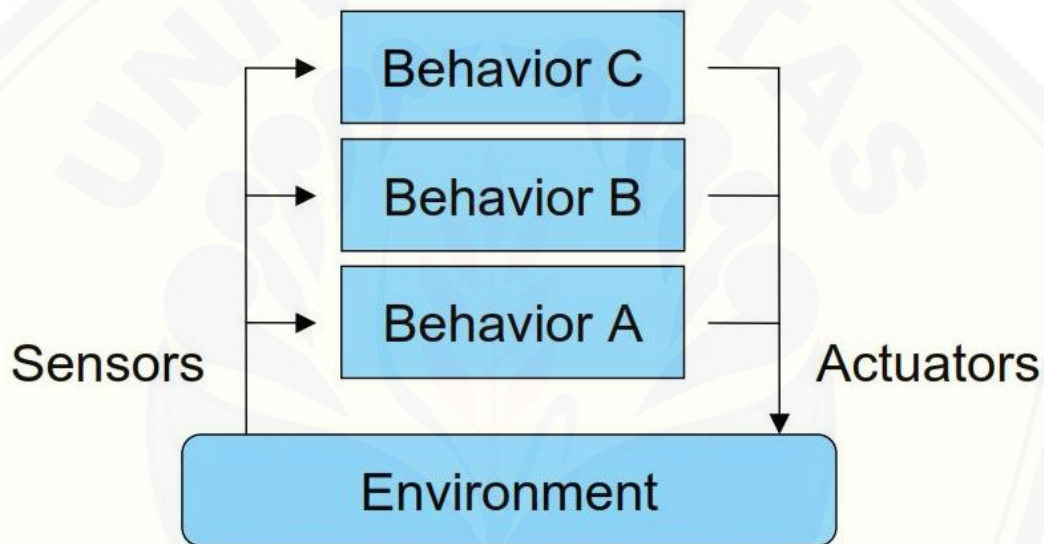 Behavior C
Behavior B
Behavior A
Sensors
Actuators
Environment